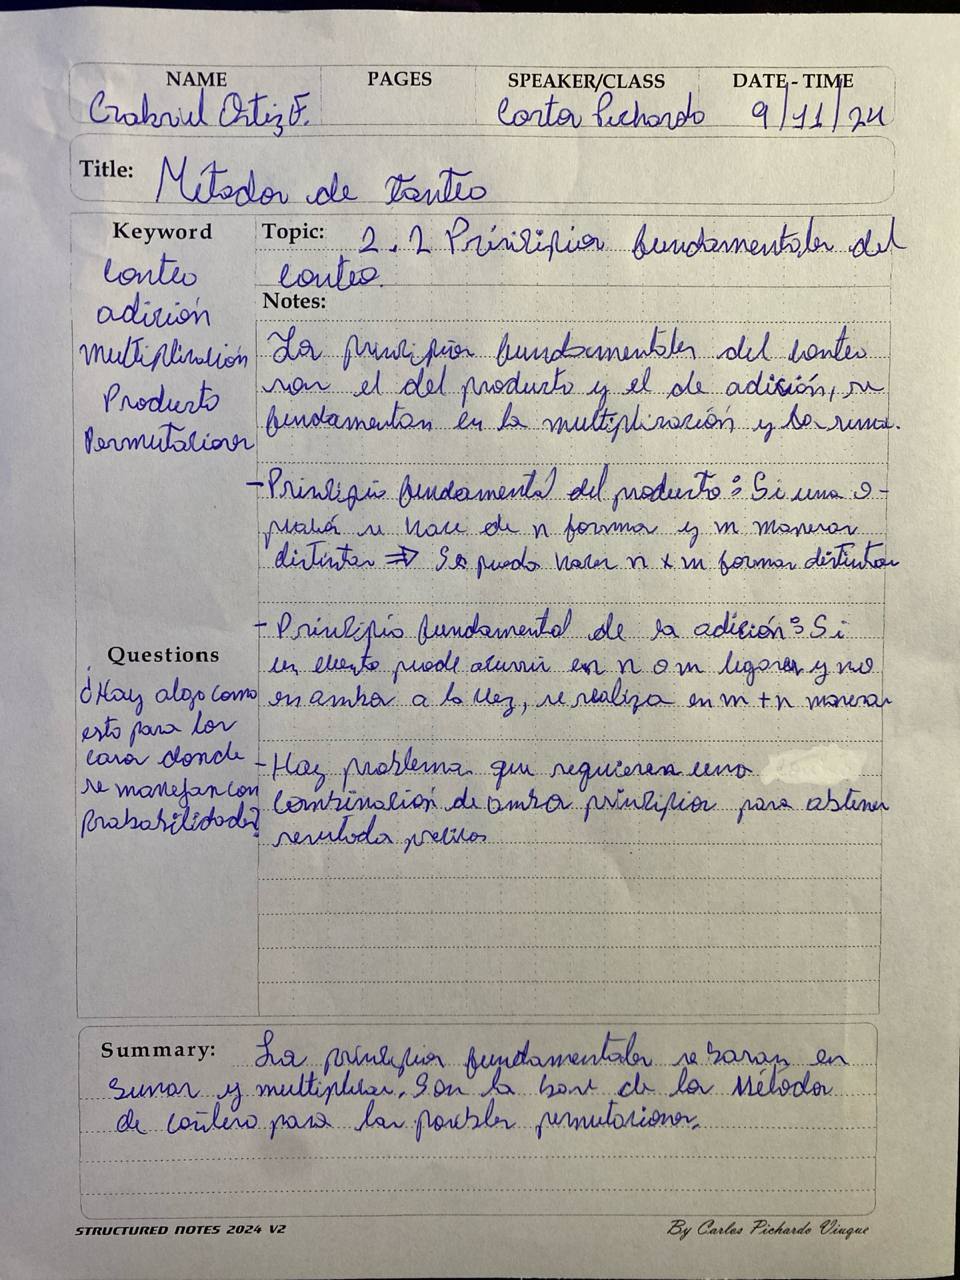 NAME PAGES SPEAKER/CLASS DATE-TIME
Gabriel Ortiz F. Carlos Pichardo 9/11/24
Title: Métodos de Conteo
Keyword
Conteo
adición
Multiplicación
Producto
Permutaciones
Topic: 2.2 Principios fundamentales del
conteo.
Notes:
Los principios fundamentales del conteo
son el del producto y el de adición, se
fundamentan en la multiplicación y la suma.
- Principio fundamental del producto: Si una o-
se hace de n formas y m maneras
distintas => Se puede hacer n x m formas distintas
- Principio fundamental de la adición: Si
un evento puede ocurrir en n o m lugares y no
en ambos a la vez, se realiza en m + n maneras
- Hay problemas que requieren una
Combinación de ambos principios para obtener
resultados
Questions
¿Hay algo como
esto para los
casos donde
se manejan con
Probabilidades?
Summary: Los principios fundamentales se basan en
Sumar y multiplicar. Son la base de los Métodos
de conteo para las posibles permutaciones.
STRUCTURED NOTES 2024 V2
By Carlos Pichardo Viuque